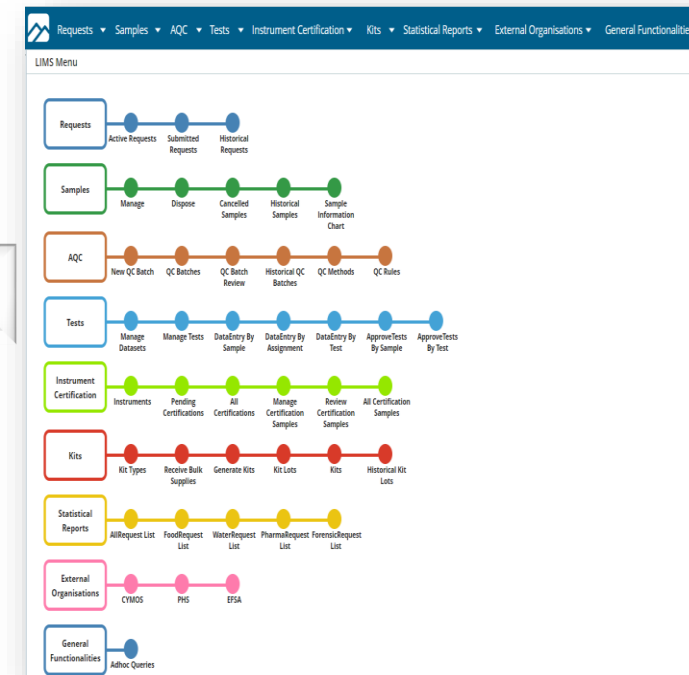 Requests Samples AQC Tests Instrument Certification Kits Statistical Reports External Organisations General Functionalitie
LIMS Menu
Requests
Active Requests
Submitted
Requests
Historical
Requests
Samples
Manage
Dispose
Cancelled
Samples
Historical
Samples
Sample
Information
Chart
AQC
New QC Batch
QC Batches
QC Batch
Review
Historical QC
Batches
QC Methods
QC Rules
Tests
Manage
Datasets
Manage Tests
DataEntry By
Sample
DataEntry By
Assignment
DataEntry By
Test
ApproveTests
By Sample
ApproveTests
By Test
Instrument
Certification
Instruments
Pending
Certifications
All
Certifications
Manage
Certification
Samples
Review
Certification
Samples
All Certification
Samples
Kits
Kit Types
Receive Bulk
Supplies
Generate Kits
Kit Lots
Kits
Historical Kit
Lots
Statistical
Reports
AllRequest List
FoodRequest
List
WaterRequest
List
PharmaRequest
List
ForensicRequest
List
External
Organisations
CYMOS
PHS
EFSA
General
Functionalities
Adhoc Queries